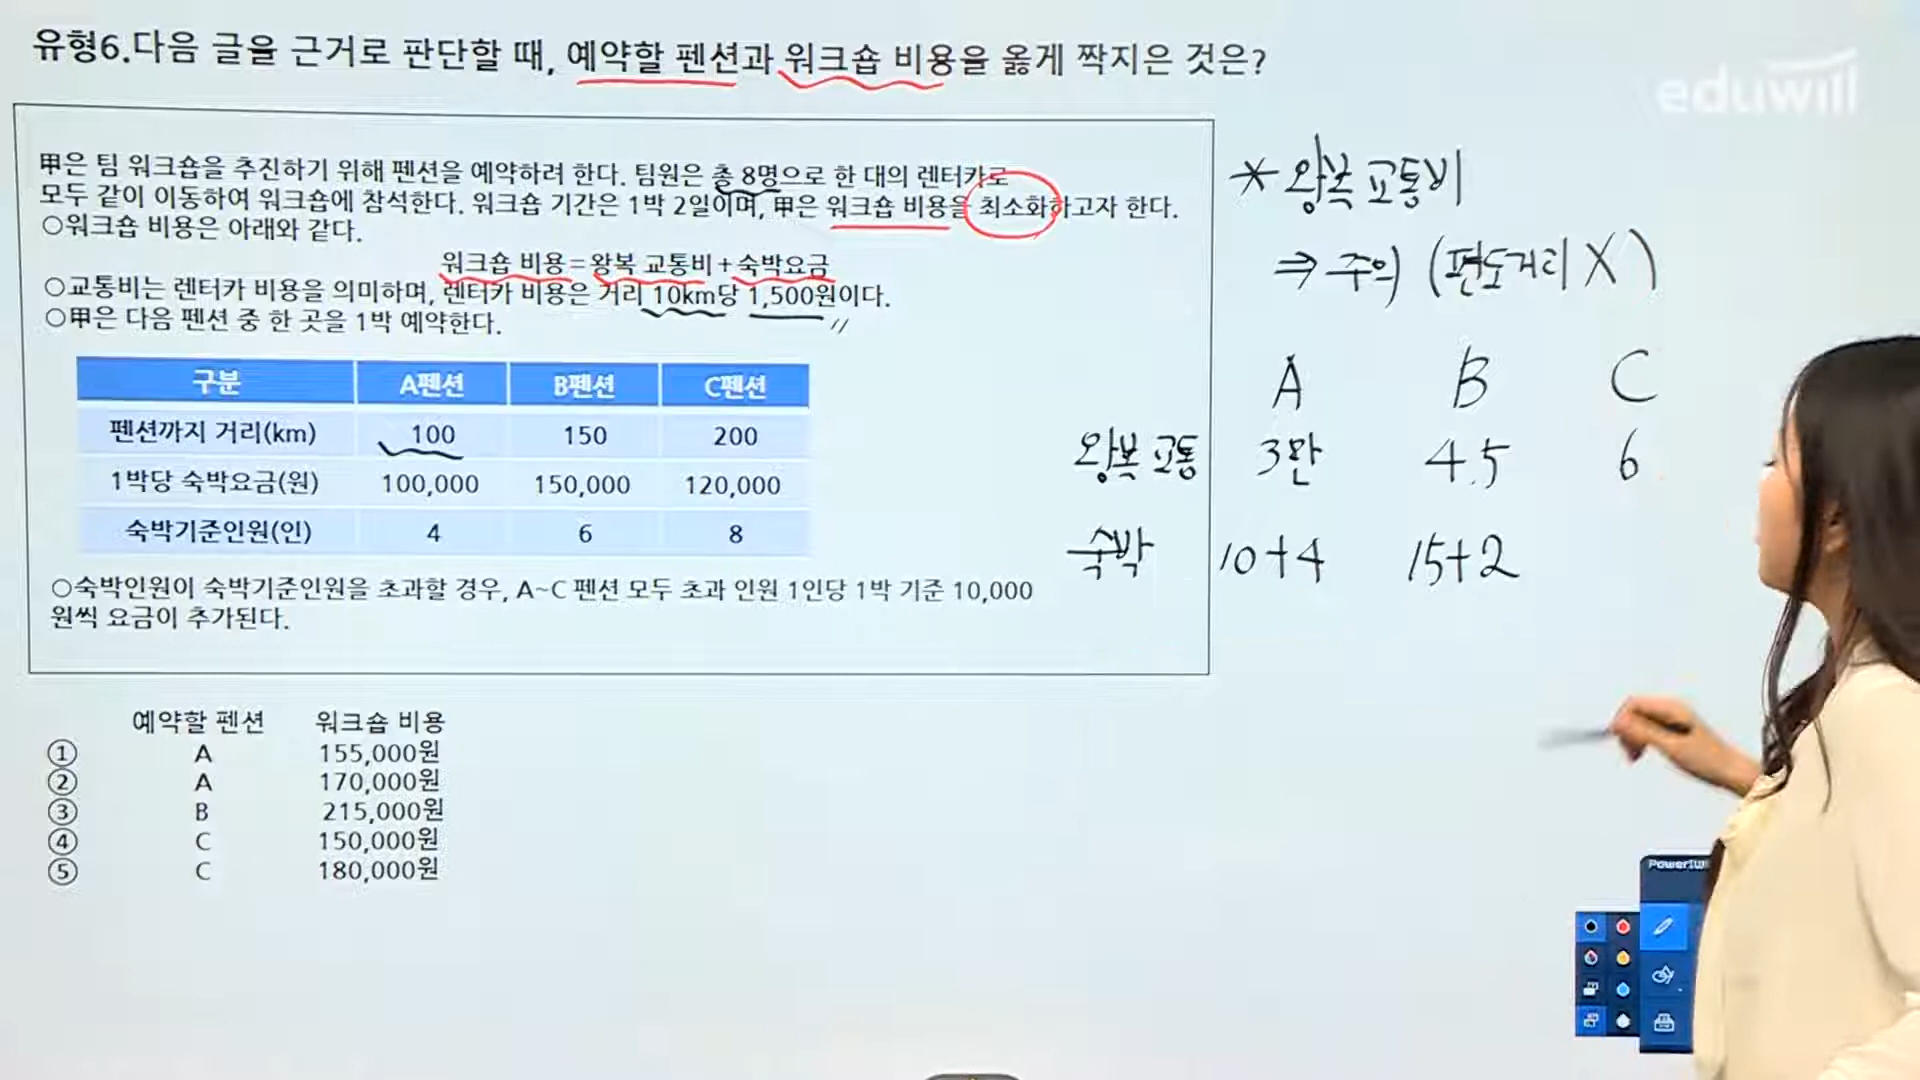 유형6.다음 글을 근거로 판단할 때, 예약할 펜션과 워크숍 비용을 옳게 짝지은 것은?
eduwill
甲은 팀 워크숍을 추진하기 위해 펜션을 예약하려 한다. 팀원은 총 8명으로 한 대의 렌터카로
모두 같이 이동하여 워크숍에 참석한다. 워크숍 기간은 1박 2일이며, 甲은 워크숍 비용을 최소화하고자 한다.
○워크숍 비용은 아래와 같다.
워크숍 비용=왕복 교통비+숙박요금
○교통비는 렌터카 비용을 의미하며, 렌터카 비용은 거리 10km당 1,500원이다.
○甲은 다음 펜션 중 한 곳을 1박 예약한다.
구분 A펜션 B펜션 C펜션
펜션까지 거리(km) 100 150 200
1박당 숙박요금(원) 100,000 150,000 120,000
숙박기준인원(인) 4 6 8
○숙박인원이 숙박기준인원을 초과할 경우, A~C 펜션 모두 초과 인원 1인당 1박 기준 10,000
원씩 요금이 추가된다.
예약할 펜션 워크숍 비용
① A 155,000원
② A 170,000원
③ B 215,000원
④ C 150,000원
⑤ C 180,000원
* 왕복 교통비
⇒ 주의 (편도거리 X)
A B C
왕복 교통 3만 4.5 6
숙박 10+4 15+2